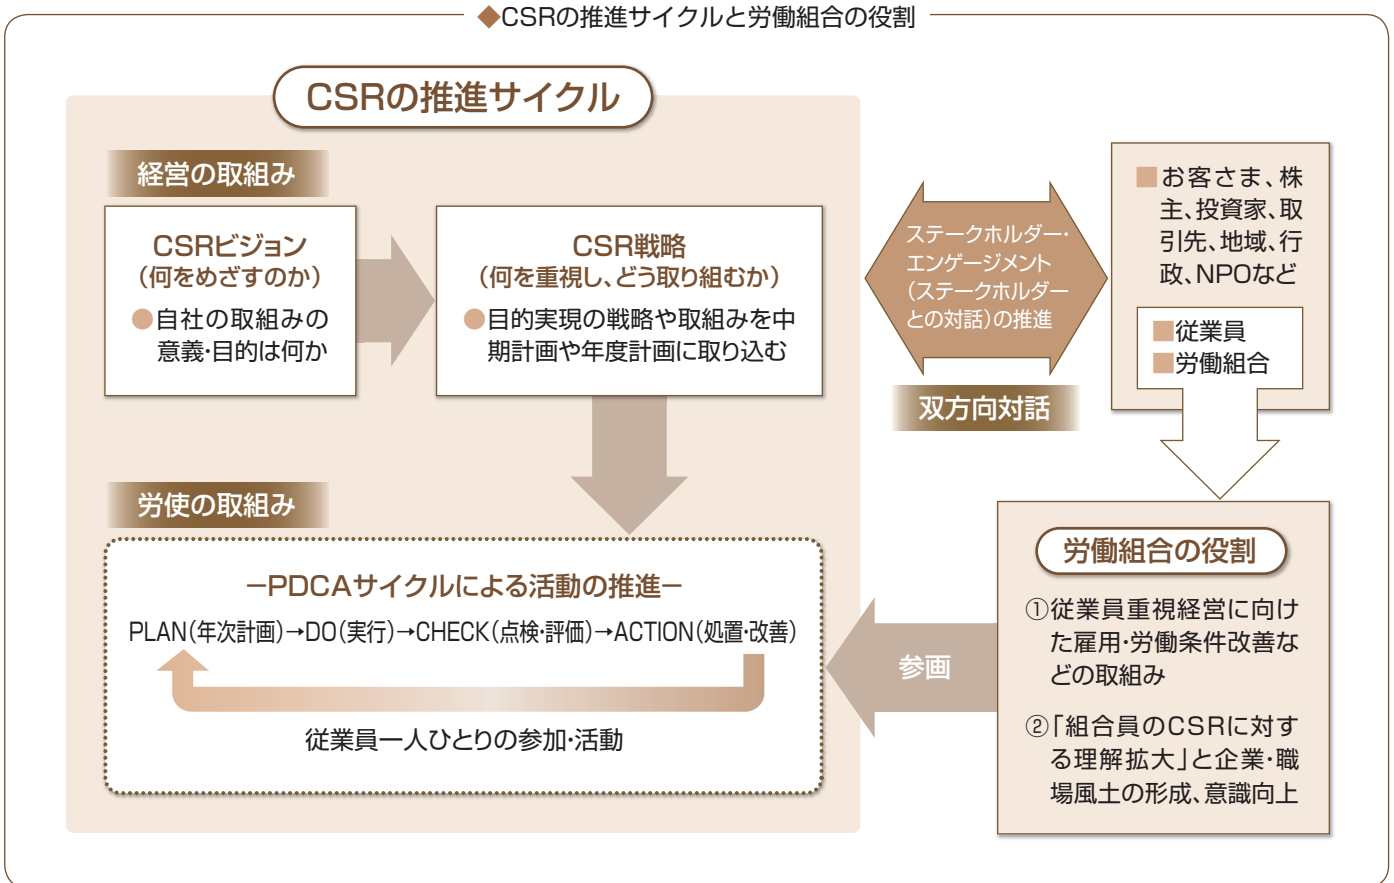 ◆CSRの推進サイクルと労働組合の役割
CSRの推進サイクル
経営の取組み
CSRビジョン
（何をめざすのか）
●自社の取組みの
意義・目的は何か
CSR戦略
（何を重視し、どう取り組むか）
●目的実現の戦略や取組みを中
期計画や年度計画に取り込む
ステークホルダー・
エンゲージメント
（ステークホルダー
との対話）の推進
双方向対話
■お客さま、株
主、投資家、取
引先、地域、行
政、NPOなど
■従業員
■労働組合
労使の取組み
−PDCAサイクルによる活動の推進−
PLAN（年次計画）→DO（実行）→CHECK（点検・評価）→ACTION（処置・改善）
従業員一人ひとりの参加・活動
参画
労働組合の役割
①従業員重視経営に向け
た雇用・労働条件改善な
どの取組み
②「組合員のCSRに対す
る理解拡大」と企業・職
場風土の形成、意識向上